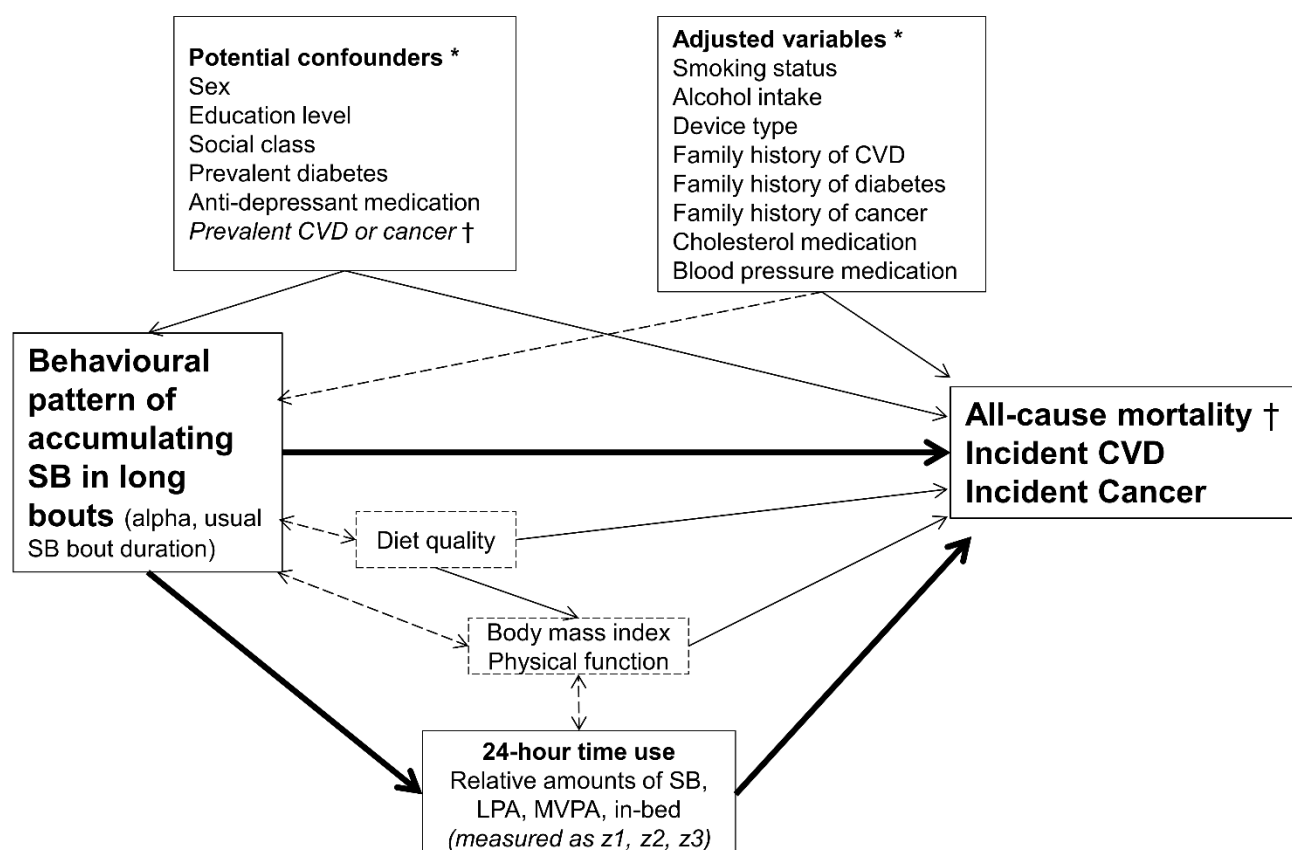 Potential confounders *
Sex
Education level
Social class
Prevalent diabetes
Anti-depressant medication
Prevalent CVD or cancer †
Adjusted variables *
Smoking status
Alcohol intake
Device type
Family history of CVD
Family history of diabetes
Family history of cancer
Cholesterol medication
Blood pressure medication
Behavioural
pattern of
accumulating
SB in long
bouts (alpha, usual
SB bout duration)
All-cause mortality †
Incident CVD
Incident Cancer
Diet quality
Body mass index
Physical function
24-hour time use
Relative amounts of SB,
LPA, MVPA, in-bed
(measured as z1, z2, z3)